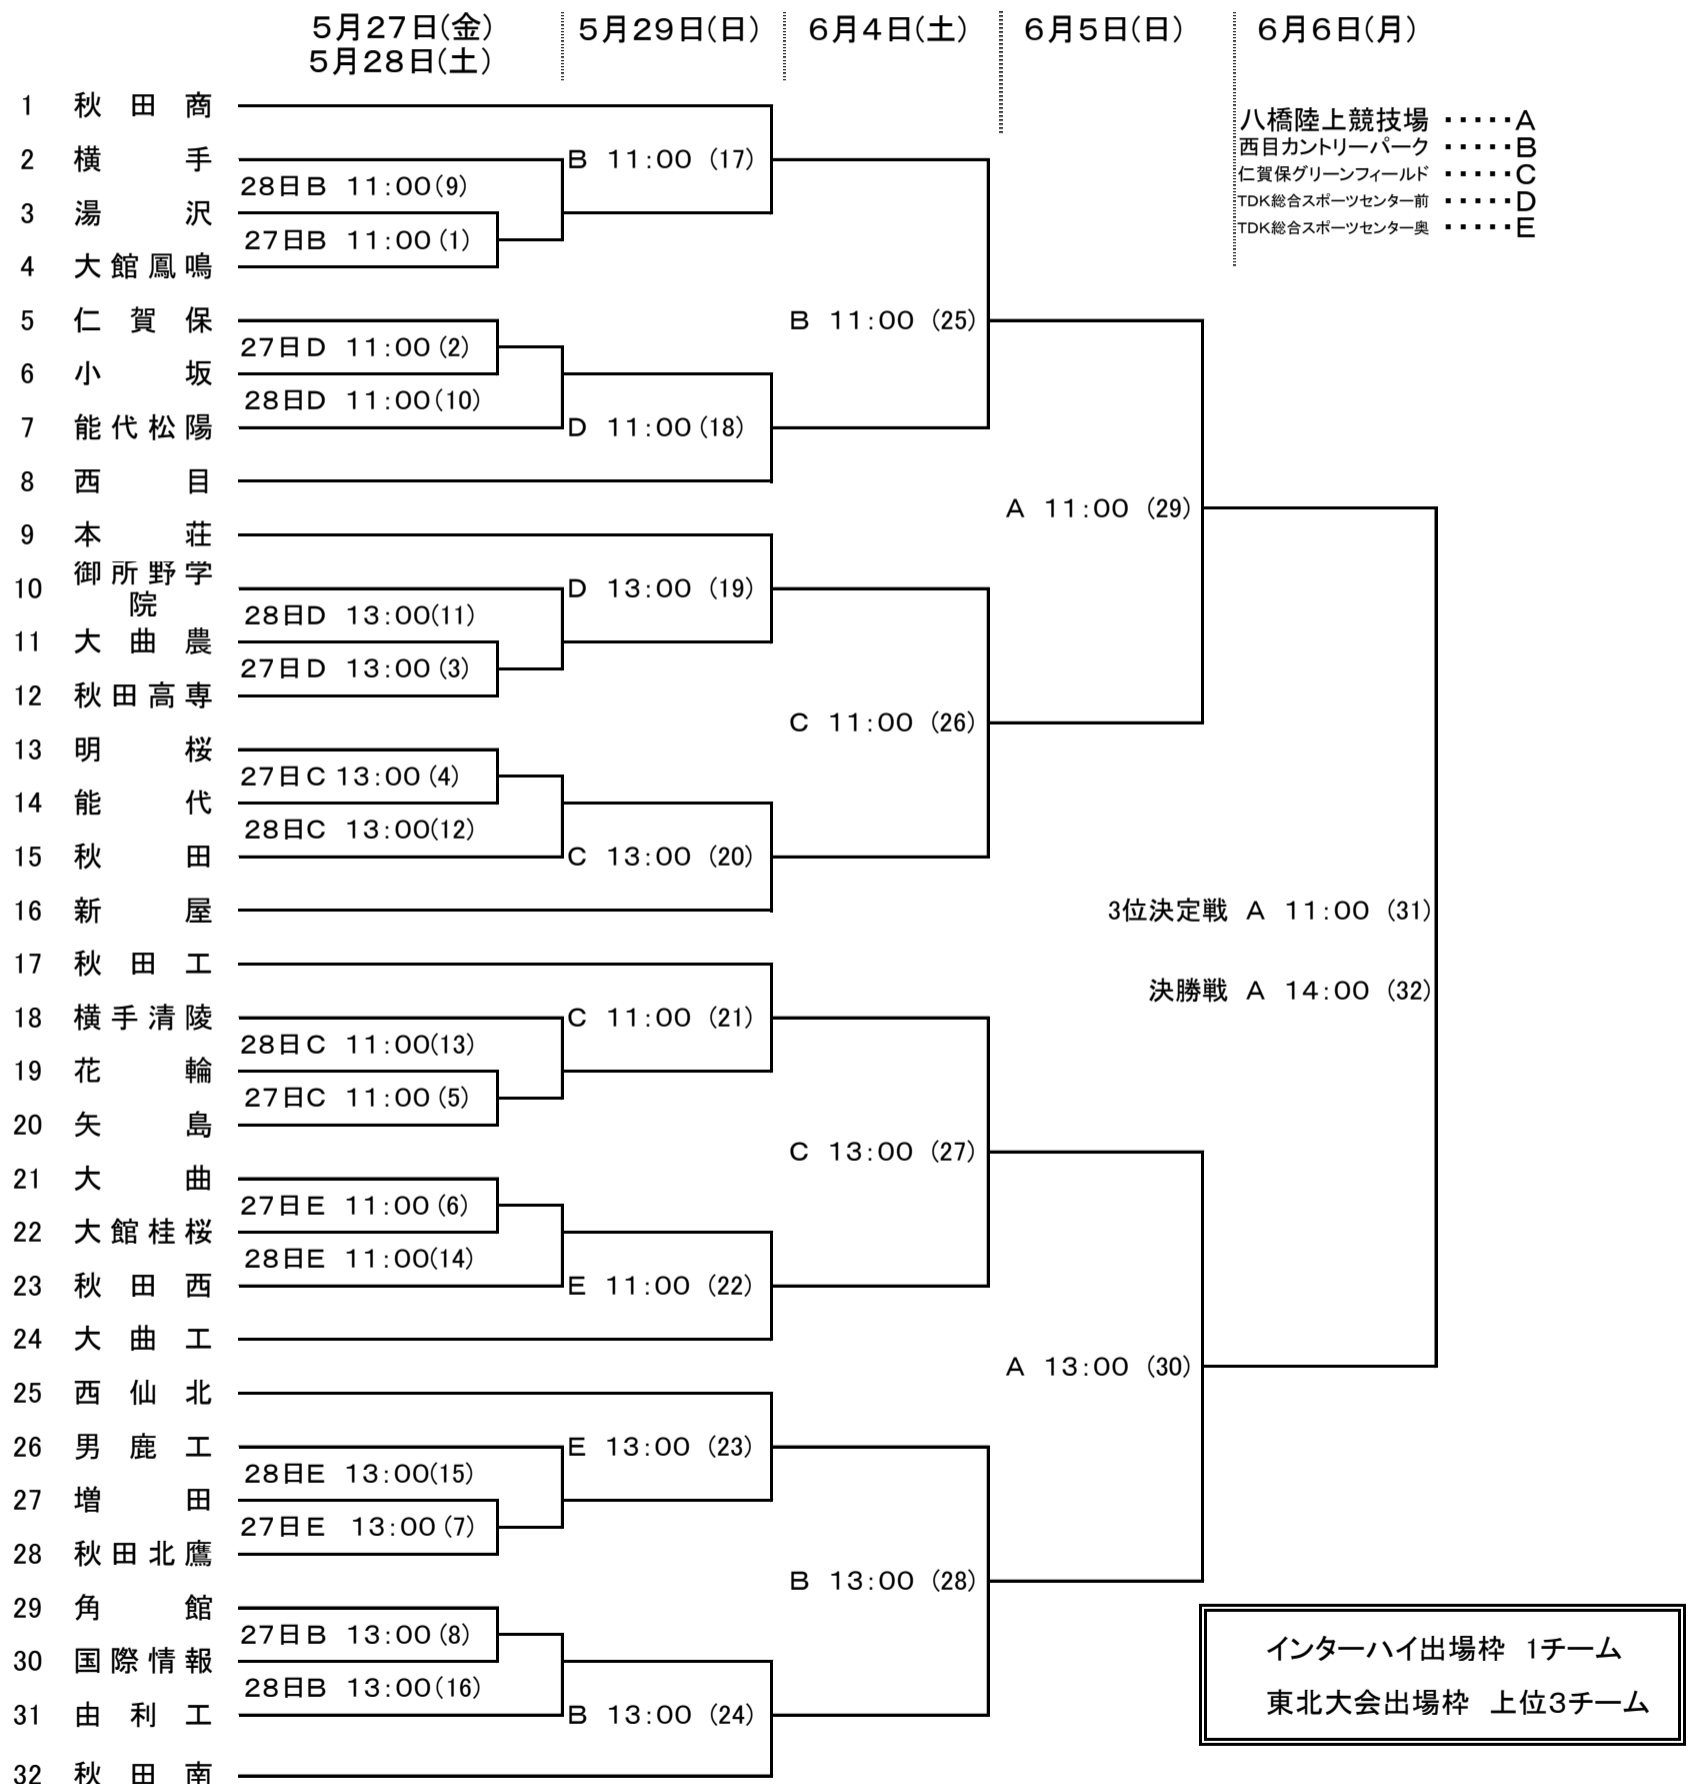 5月27日(金)
5月28日(土)
5月29日(日)
6月4日(土)
6月5日(日)
6月6日(月)
八橋陸上競技場 ・・・・・A
西目カントリーパーク ・・・・・B
仁賀保グリーンフィールド ・・・・・C
TDK総合スポーツセンター前 ・・・・・D
TDK総合スポーツセンター奥 ・・・・・E
1 秋田商
2 横手
B 11:00 (17)
28日B 11:00(9)
3 湯沢
27日B 11:00(1)
4 大館鳳鳴
5 仁賀保
B 11:00 (25)
27日D 11:00(2)
6 小坂
28日D 11:00(10)
7 能代松陽
D 11:00(18)
8 西目
A 11:00 (29)
9 本荘
10 御所野学
院
D 13:00 (19)
28日D 13:00(11)
11 大曲農
27日D 13:00(3)
12 秋田高専
C 11:00 (26)
13 明桜
27日C 13:00(4)
14 能代
28日C 13:00(12)
15 秋田
C 13:00 (20)
16 新屋
3位決定戦 A 11:00 (31)
17 秋田工
決勝戦 A 14:00 (32)
18 横手清陵
C 11:00 (21)
28日C 11:00(13)
19 花輪
27日C 11:00(5)
20 矢島
C 13:00 (27)
21 大曲
27日E 11:00(6)
22 大館桂桜
28日E 11:00(14)
23 秋田西
E 11:00 (22)
24 大曲工
A 13:00 (30)
25 西仙北
26 男鹿工
E 13:00 (23)
28日E 13:00(15)
27 増田
27日E 13:00(7)
28 秋田北鷹
B 13:00 (28)
29 角館
27日B 13:00(8)
30 国際情報
28日B 13:00(16)
31 由利工
B 13:00 (24)
32 秋田南
インターハイ出場枠 1チーム
東北大会出場枠 上位3チーム